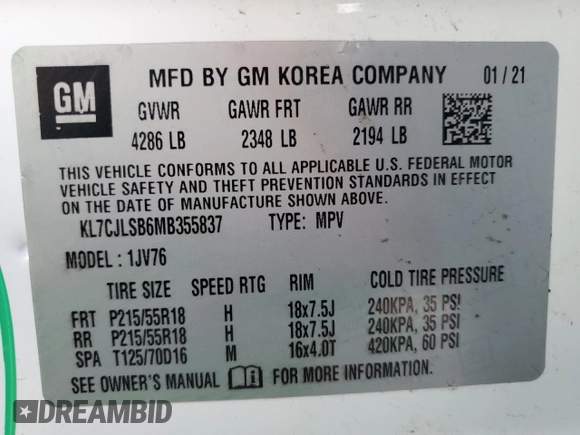 GM
MFD BY GM KOREA COMPANY 01 / 21
GVWR GAWR FRT GAWR RR
4286 LB 2348 LB 2194 LB
THIS VEHICLE CONFORMS TO ALL APPLICABLE U.S. FEDERAL MOTOR
VEHICLE SAFETY AND THEFT PREVENTION STANDARDS IN EFFECT
ON THE DATE OF MANUFACTURE SHOWN ABOVE.
KL7CJLSB6MB355837 TYPE: MPV
MODEL : 1JV76
TIRE SIZE SPEED RTG RIM COLD TIRE PRESSURE
FRT P215/55R18 H 18x7.5J 240KPA, 35 PSI
RR P215/55R18 H 18x7.5J 240KPA, 35 PSI
SPA T125/70D16 M 16x4.0T 420KPA, 60 PSI
SEE OWNER'S MANUAL FOR MORE INFORMATION.
DREAMBID